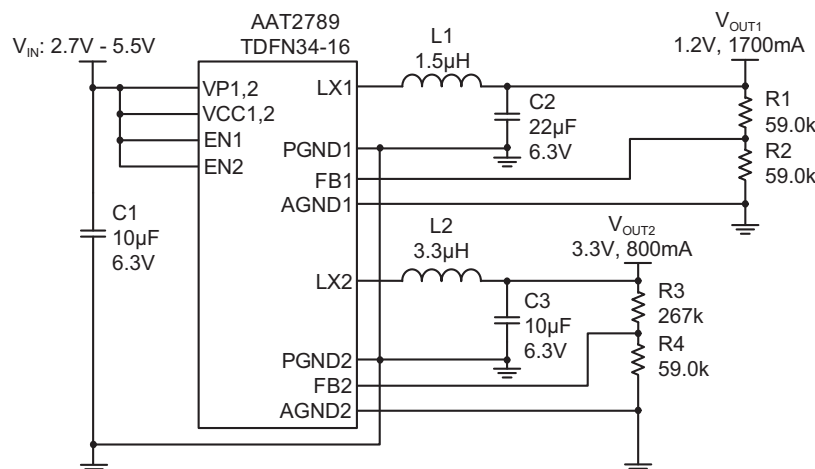 AAT2789
TDFN34-16
V_IN: 2.7V - 5.5V
VP1,2
VCC1,2
EN1
EN2
LX1
PGND1
FB1
AGND1
LX2
PGND2
FB2
AGND2
C1
10µF
6.3V
L1
1.5µH
C2
22µF
6.3V
V_OUT1
1.2V, 1700mA
R1
59.0k
R2
59.0k
L2
3.3µH
C3
10µF
6.3V
V_OUT2
3.3V, 800mA
R3
267k
R4
59.0k